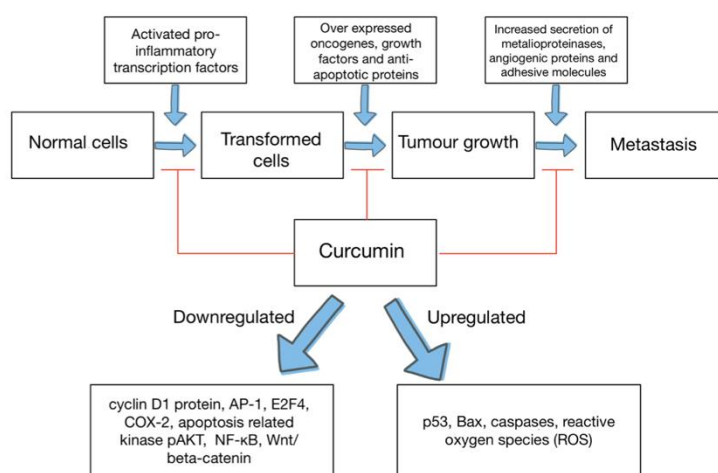 Activated pro-
inflammatory
transcription factors
Over expressed
oncogenes, growth
factors and anti-
apoptotic proteins
Increased secretion of
metalioproteinases,
angiogenic proteins and
adhesive molecules
Normal cells
Transformed
cells
Tumour growth
Metastasis
Curcumin
Downregulated
Upregulated
cyclin D1 protein, AP-1, E2F4,
COX-2, apoptosis related
kinase pAKT, NF-κB, Wnt/
beta-catenin
p53, Bax, caspases, reactive
oxygen species (ROS)